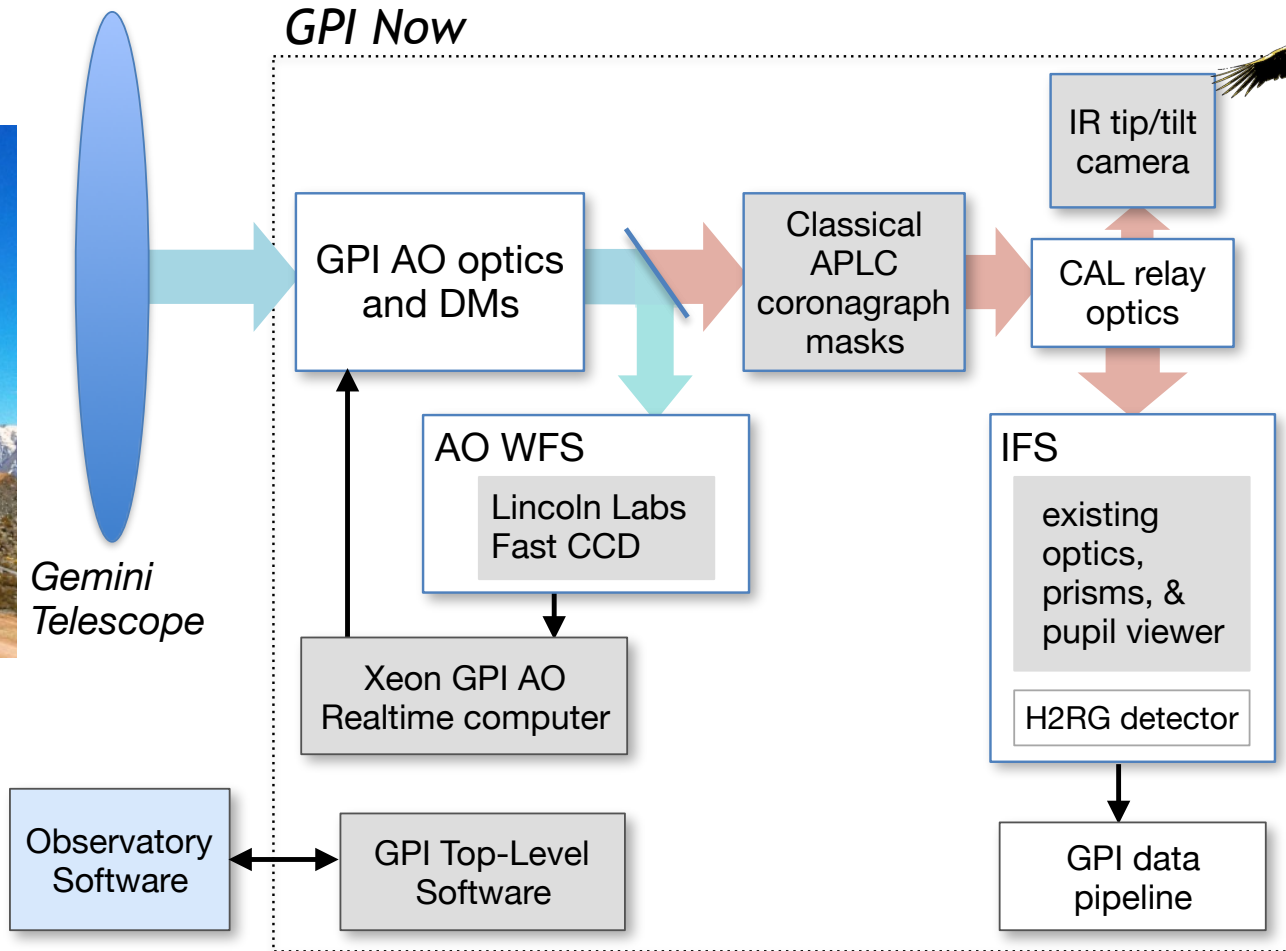 GPI Now
IR tip/tilt
camera
GPI AO optics
and DMs
Classical
APLC
coronagraph
masks
CAL relay
optics
Gemini
Telescope
AO WFS
Lincoln Labs
Fast CCD
IFS
existing
optics,
prisms, &
pupil viewer
H2RG detector
Xeon GPI AO
Realtime computer
Observatory
Software
GPI Top-Level
Software
GPI data
pipeline